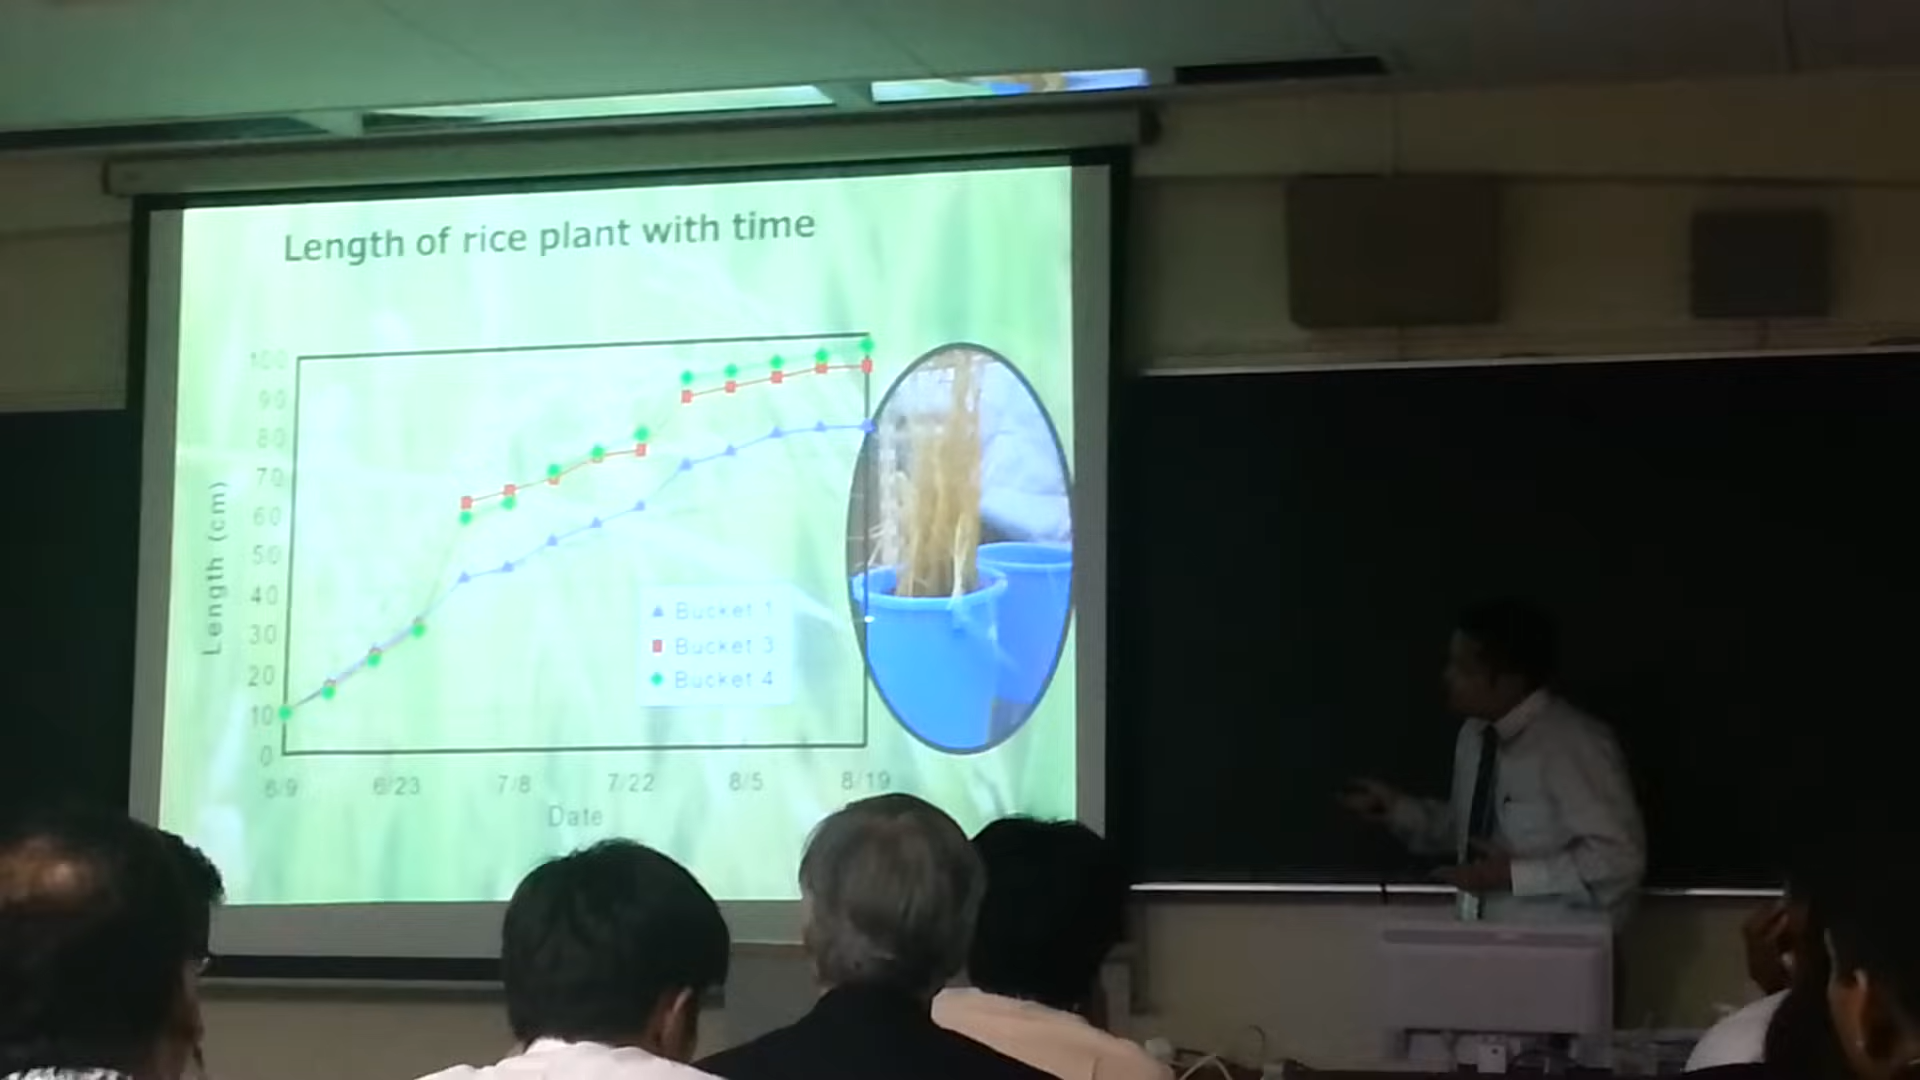 Length of rice plant with time
100
90
80
70
60
50
40
30
20
10
0
Length (cm)
Bucket 1
Bucket 3
Bucket 4
6/9 6/23 7/8 7/22 8/5 8/19
Date